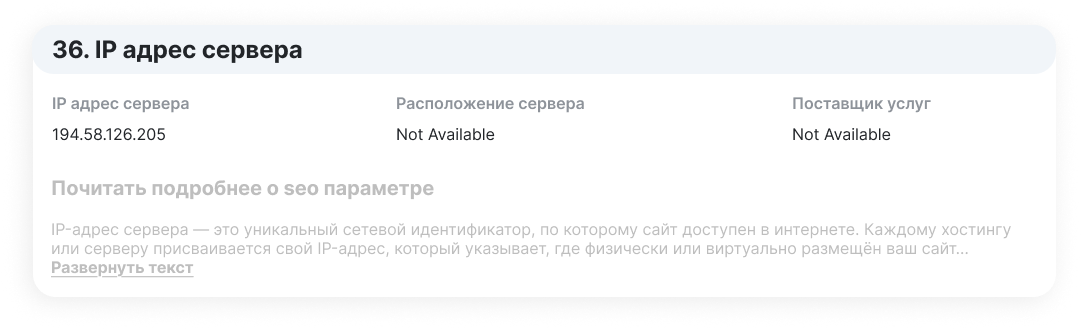 36. IP адрес сервера
IP адрес сервера Расположение сервера Поставщик услуг
194.58.126.205 Not Available Not Available
Почитать подробнее о seo параметре
IP-адрес сервера — это уникальный сетевой идентификатор, по которому сайт доступен в интернете. Каждому хостингу
или серверу присваивается свой IP-адрес, который указывает, где физически или виртуально размещён ваш сайт...
Развернуть текст